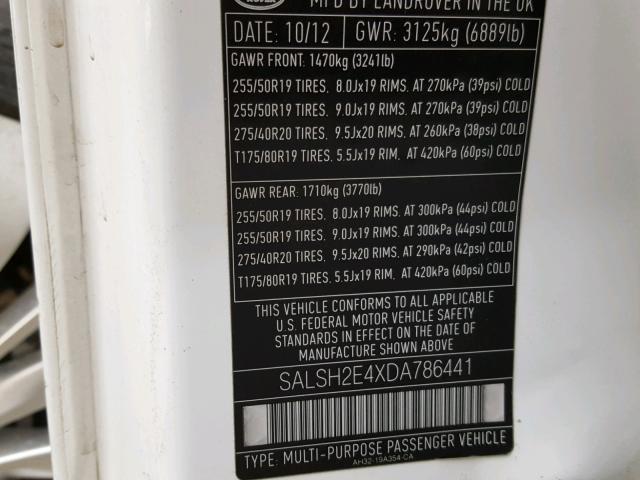 ROVER
MFD BY LANDROVER IN THE UK
DATE: 10/12 GWR: 3125kg (6889lb)
GAWR FRONT: 1470kg (3241lb)
255/50R19 TIRES, 8.0Jx19 RIMS, AT 270kPa (39psi) COLD
255/50R19 TIRES, 9.0Jx19 RIMS, AT 270kPa (39psi) COLD
275/40R20 TIRES, 9.5Jx20 RIMS, AT 260kPa (38psi) COLD
T175/80R19 TIRES, 5.5Jx19 RIM, AT 420kPa (60psi) COLD
GAWR REAR: 1710kg (3770lb)
255/50R19 TIRES, 8.0Jx19 RIMS, AT 300kPa (44psi) COLD
255/50R19 TIRES, 9.0Jx19 RIMS, AT 300kPa (44psi) COLD
275/40R20 TIRES, 9.5Jx20 RIMS, AT 290kPa (42psi) COLD
T175/80R19 TIRES, 5.5Jx19 RIM, AT 420kPa (60psi) COLD
THIS VEHICLE CONFORMS TO ALL APPLICABLE
U.S. FEDERAL MOTOR VEHICLE SAFETY
STANDARDS IN EFFECT ON THE DATE OF
MANUFACTURE SHOWN ABOVE
SALSH2E4XDA786441
TYPE: MULTI-PURPOSE PASSENGER VEHICLE
AH32-19A354-CA